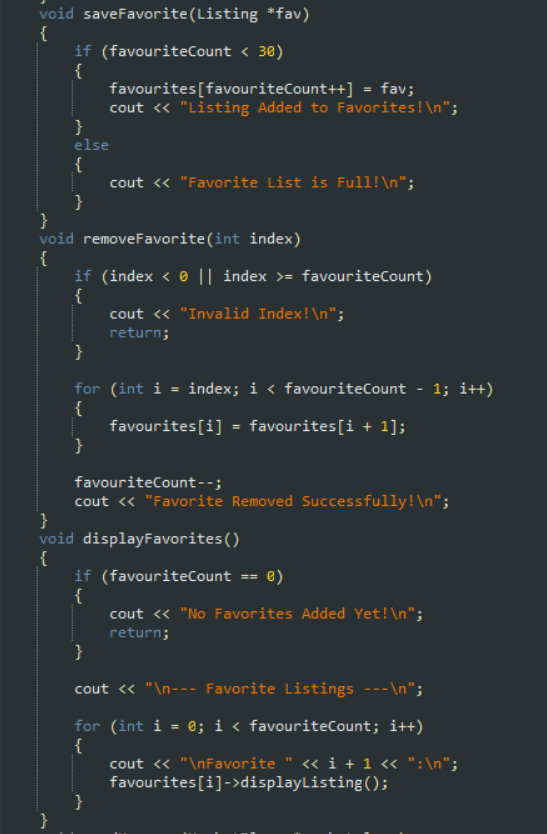 void saveFavorite(Listing *fav)
{
if (favouriteCount < 30)
{
favourites[favouriteCount++] = fav;
cout << "Listing Added to Favorites!\n";
}
else
{
cout << "Favorite List is Full!\n";
}
}
void removeFavorite(int index)
{
if (index < 0 || index >= favouriteCount)
{
cout << "Invalid Index!\n";
return;
}
for (int i = index; i < favouriteCount - 1; i++)
{
favourites[i] = favourites[i + 1];
}
favouriteCount--;
cout << "Favorite Removed Successfully!\n";
}
void displayFavorites()
{
if (favouriteCount == 0)
{
cout << "No Favorites Added Yet!\n";
return;
}
cout << "\n--- Favorite Listings ---\n";
for (int i = 0; i < favouriteCount; i++)
{
cout << "\nFavorite " << i + 1 << ":\n";
favourites[i]->displayListing();
}
}